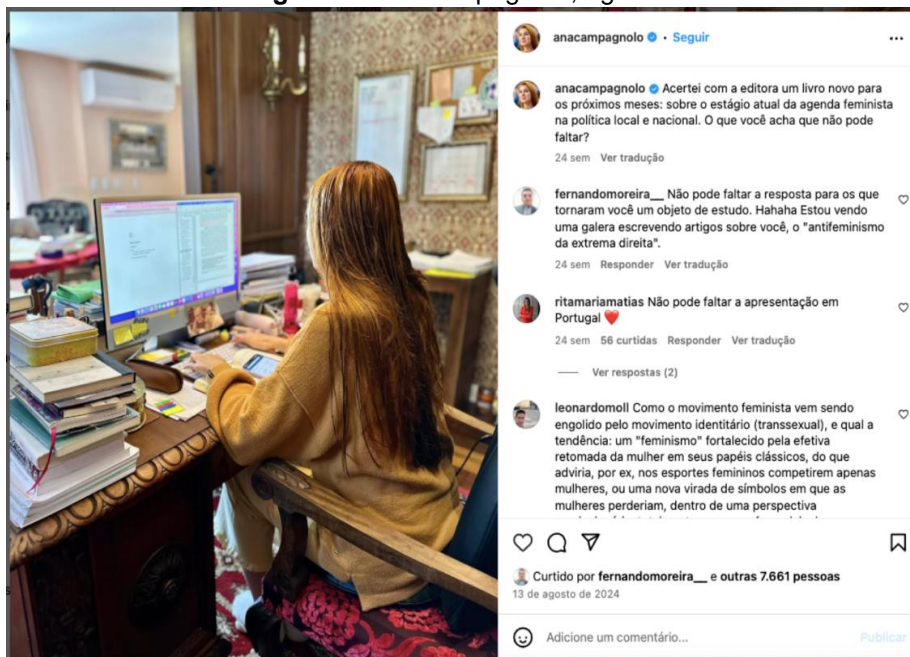 anacampagnolo • Seguir
anacampagnolo Acertei com a editora um livro novo para
os próximos meses: sobre o estágio atual da agenda feminista
na política local e nacional. O que você acha que não pode
faltar?
24 sem Ver tradução
fernandomoreira__ Não pode faltar a resposta para os que
tornaram você um objeto de estudo. Hahaha Estou vendo
uma galera escrevendo artigos sobre você, o "antifeminismo
da extrema direita".
24 sem Responder Ver tradução
ritamariamatias Não pode faltar a apresentação em
Portugal ❤️
24 sem 56 curtidas Responder Ver tradução
Ver respostas (2)
leonardomoll Como o movimento feminista vem sendo
engolido pelo movimento identitário (transsexual), e qual a
tendência: um "feminismo" fortalecido pela efetiva
retomada da mulher em seus papéis clássicos, do que
adviria, por ex, nos esportes femininos competirem apenas
mulheres, ou uma nova virada de símbolos em que as
mulheres perderiam, dentro de uma perspectiva
Curtido por fernandomoreira__ e outras 7.661 pessoas
13 de agosto de 2024
Adicione um comentário...
Publicar